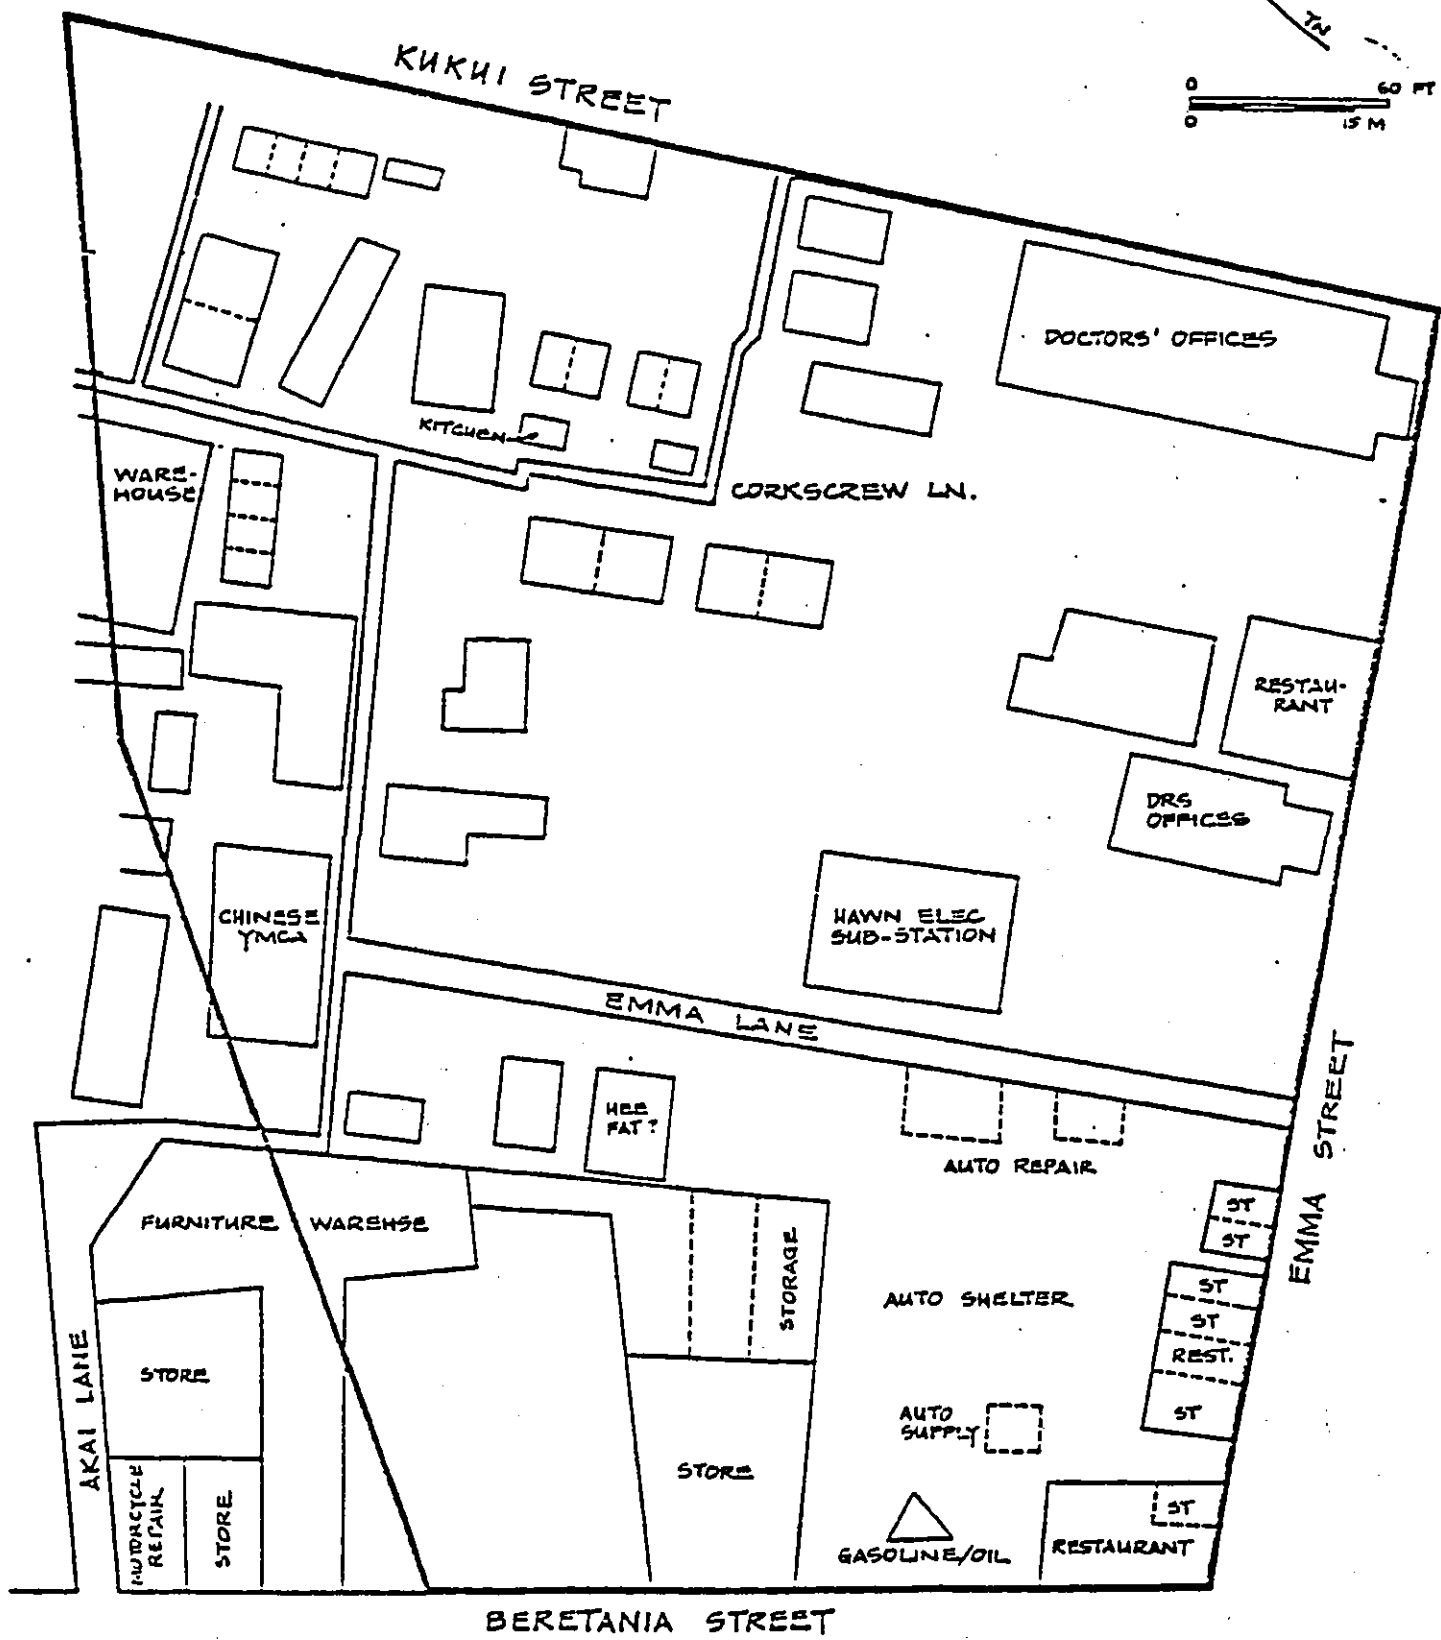 TN
0 60 FT
0 15 M
KUKUI STREET
DOCTORS' OFFICES
KITCHEN
WARE-
HOUSE
CORKSCREW LN.
RESTAU-
RANT
DRS
OFFICES
CHINESE
YMCA
HAWN ELEC
SUB-STATION
EMMA LANE
HEE
FAT?
AUTO REPAIR
EMMA STREET
ST
ST
FURNITURE WAREHSE
STORAGE
AUTO SHELTER
ST
ST
REST.
ST
AKAI LANE
STORE
AUTO
SUPPLY
STORE
MOTORCYCLE
REPAIR
STORE
ST
GASOLINE/OIL
RESTAURANT
BERETANIA STREET